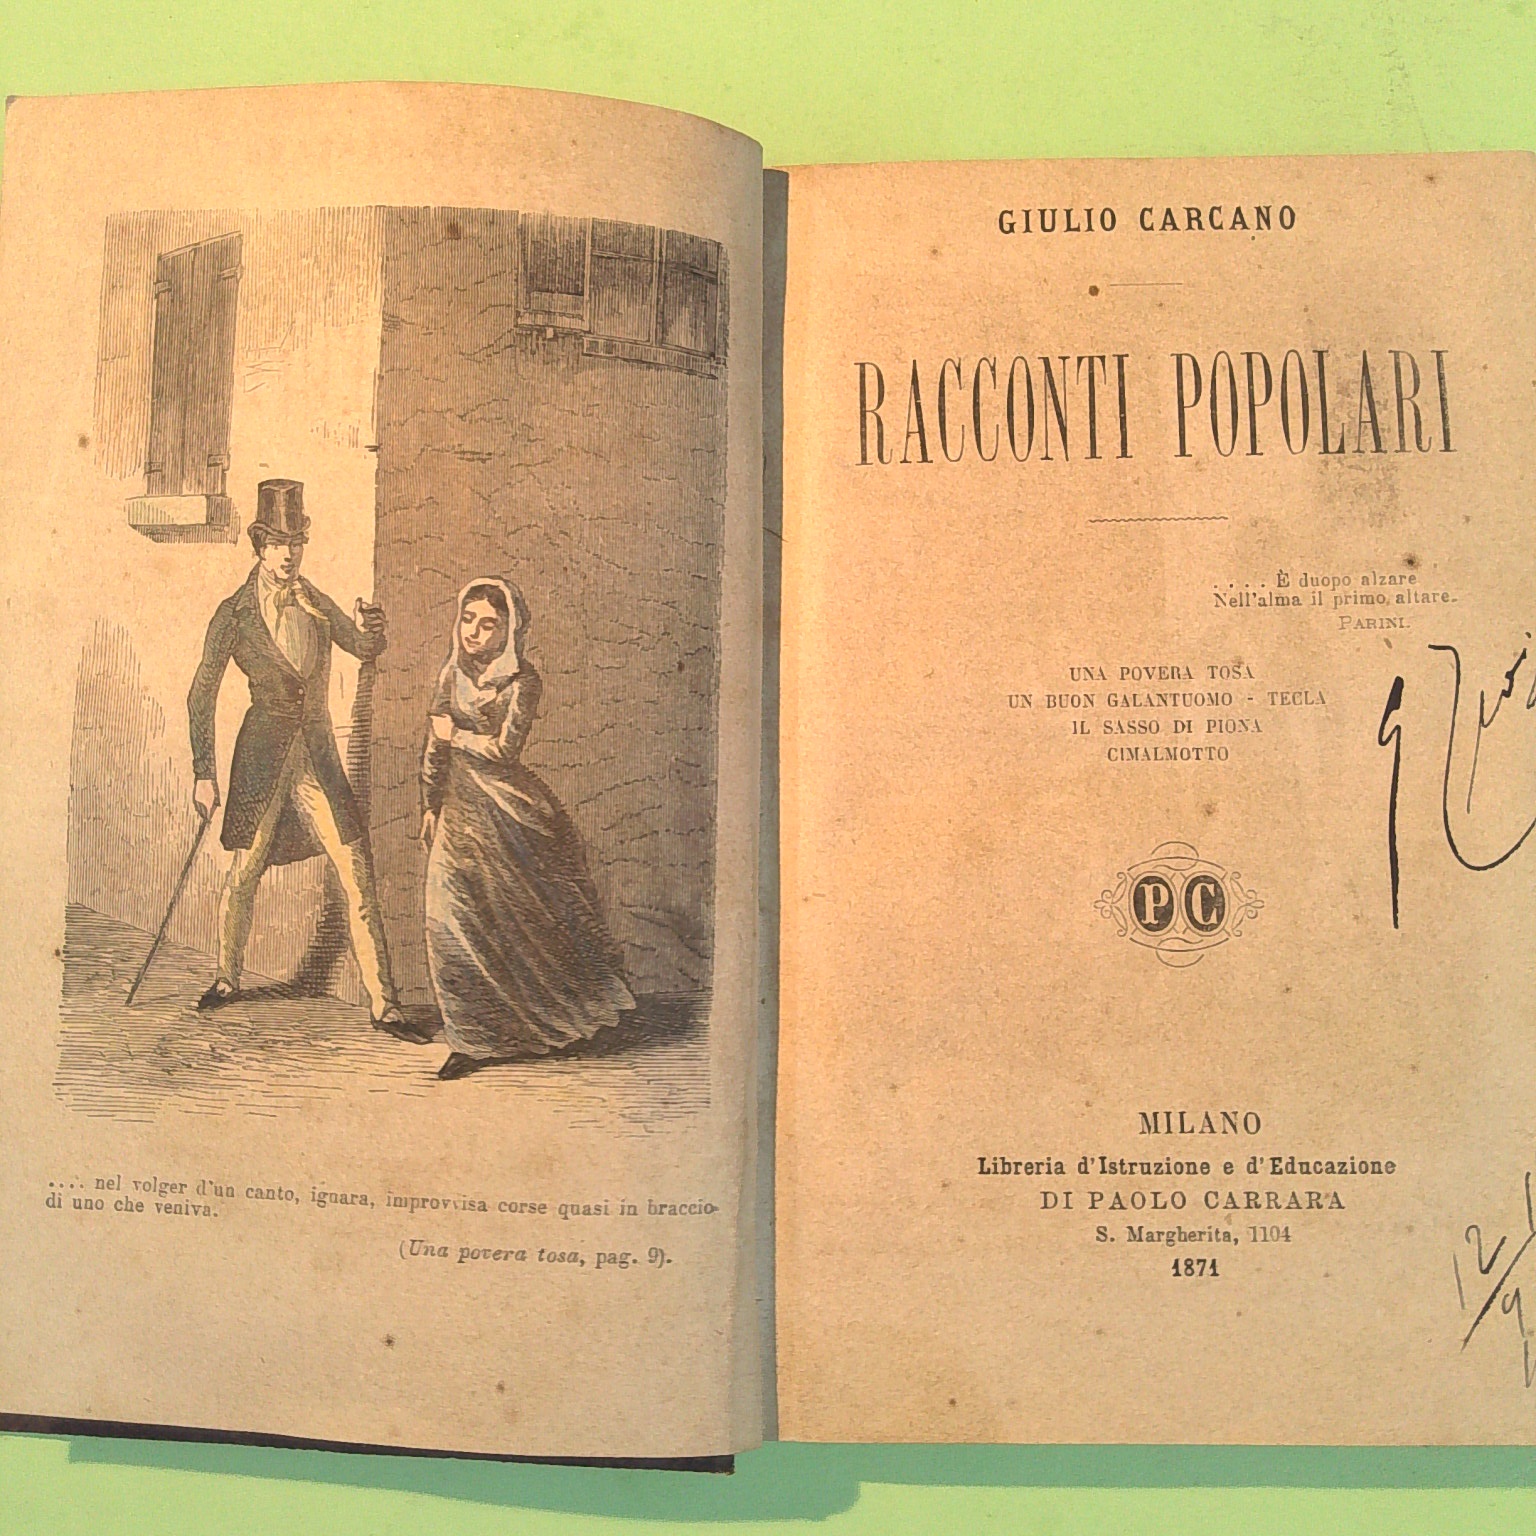 .... nel volger d'un canto, ignara, improvvisa corse quasi in braccio
di uno che veniva.
(Una povera tosa, pag. 9).
GIULIO CARCANO
RACCONTI POPOLARI
.... È duopo alzare
Nell'alma il primo altare.
PARINI.
UNA POVERA TOSA
UN BUON GALANTUOMO - TECLA
IL SASSO DI PIONA
CIMALMOTTO
PC
MILANO
Libreria d'Istruzione e d'Educazione
DI PAOLO CARRARA
S. Margherita, 1104
1871